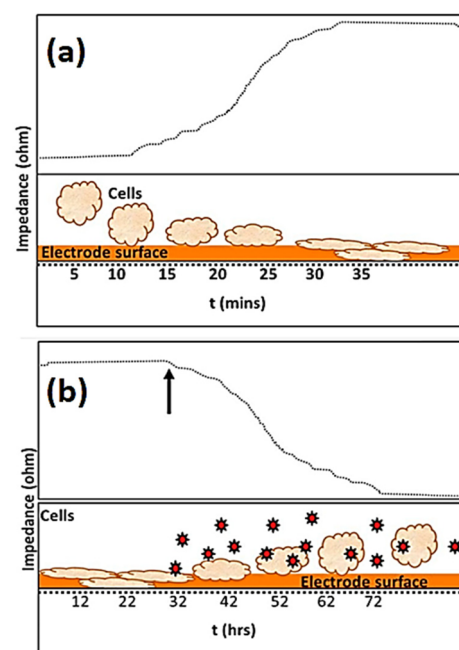 (a)
Impedance (ohm)
Cells
Electrode surface
5 10 15 20 25 30 35
t (mins)
(b)
Impedance (ohm)
Cells
Electrode surface
12 22 32 42 52 62 72
t (hrs)